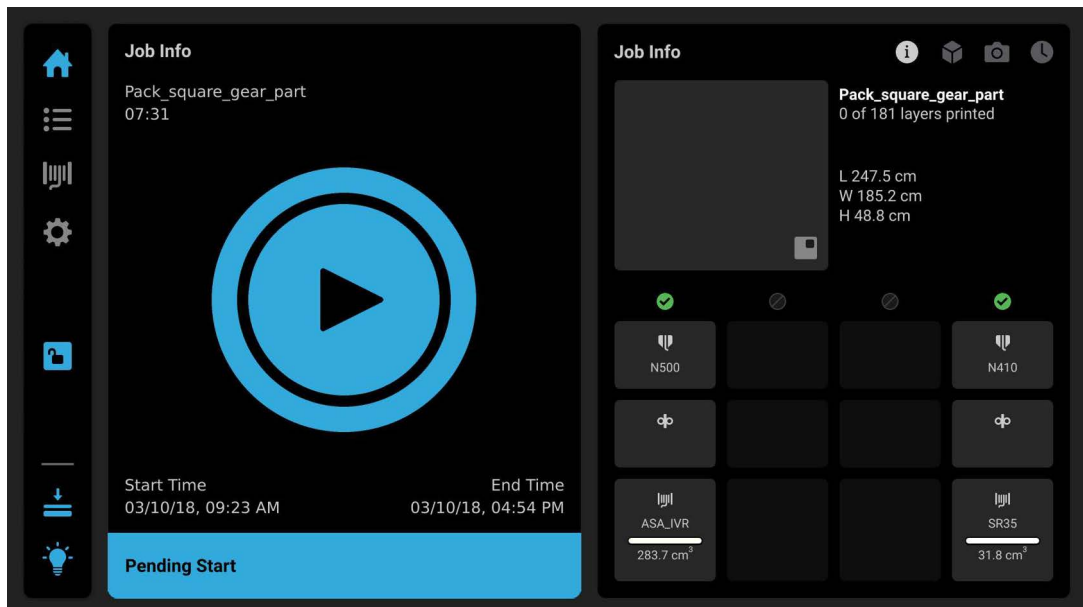 Job Info
Pack_square_gear_part
07:31
Start Time
03/10/18, 09:23 AM
End Time
03/10/18, 04:54 PM
Pending Start
Job Info
Pack_square_gear_part
0 of 181 layers printed
L 247.5 cm
W 185.2 cm
H 48.8 cm
N500
N410
ASA_IVR
283.7 cm³
SR35
31.8 cm³